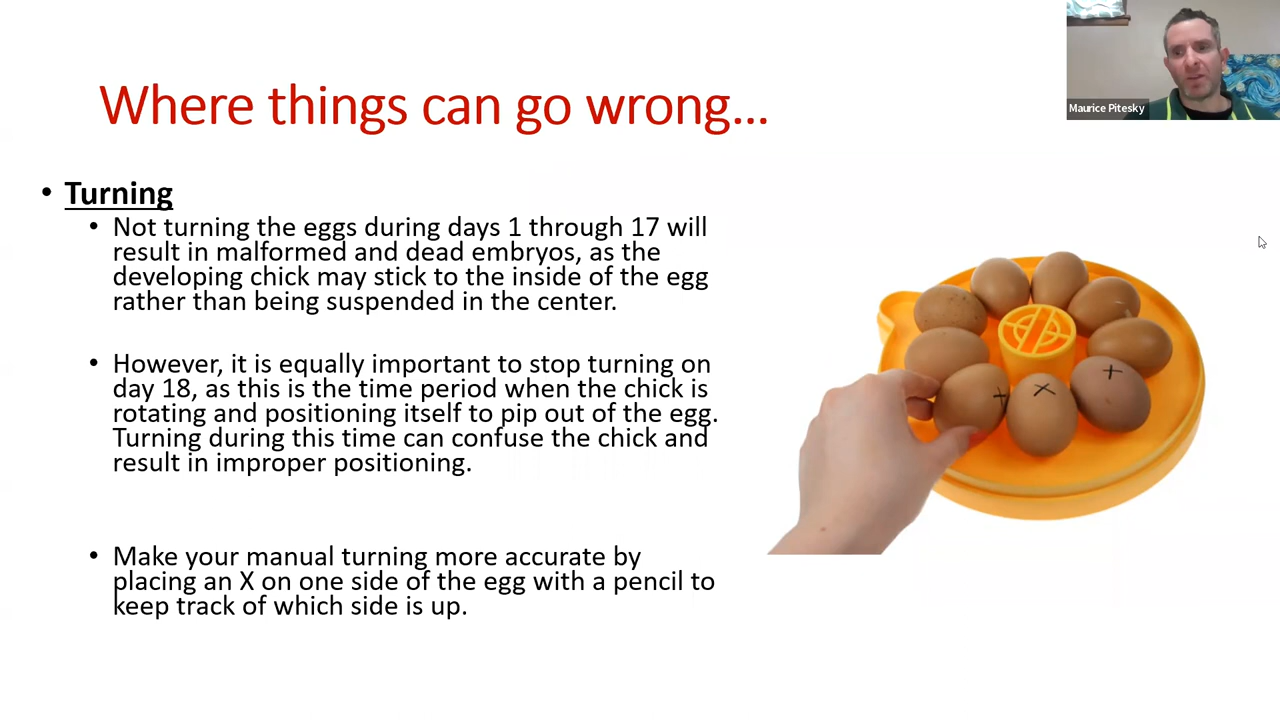 Maurice Pitesky
Where things can go wrong...
• Turning
• Not turning the eggs during days 1 through 17 will
result in malformed and dead embryos, as the
developing chick may stick to the inside of the egg
rather than being suspended in the center.
• However, it is equally important to stop turning on
day 18, as this is the time period when the chick is
rotating and positioning itself to pip out of the egg.
Turning during this time can confuse the chick and
result in improper positioning.
• Make your manual turning more accurate by
placing an X on one side of the egg with a pencil to
keep track of which side is up.